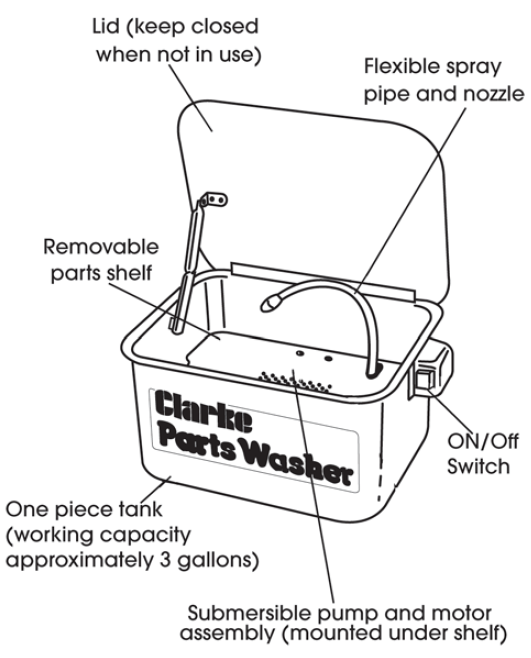 Lid (keep closed
when not in use)
Flexible spray
pipe and nozzle
Removable
parts shelf
Clarke
Parts Washer
ON/Off
Switch
One piece tank
(working capacity
approximately 3 gallons)
Submersible pump and motor
assembly (mounted under shelf)